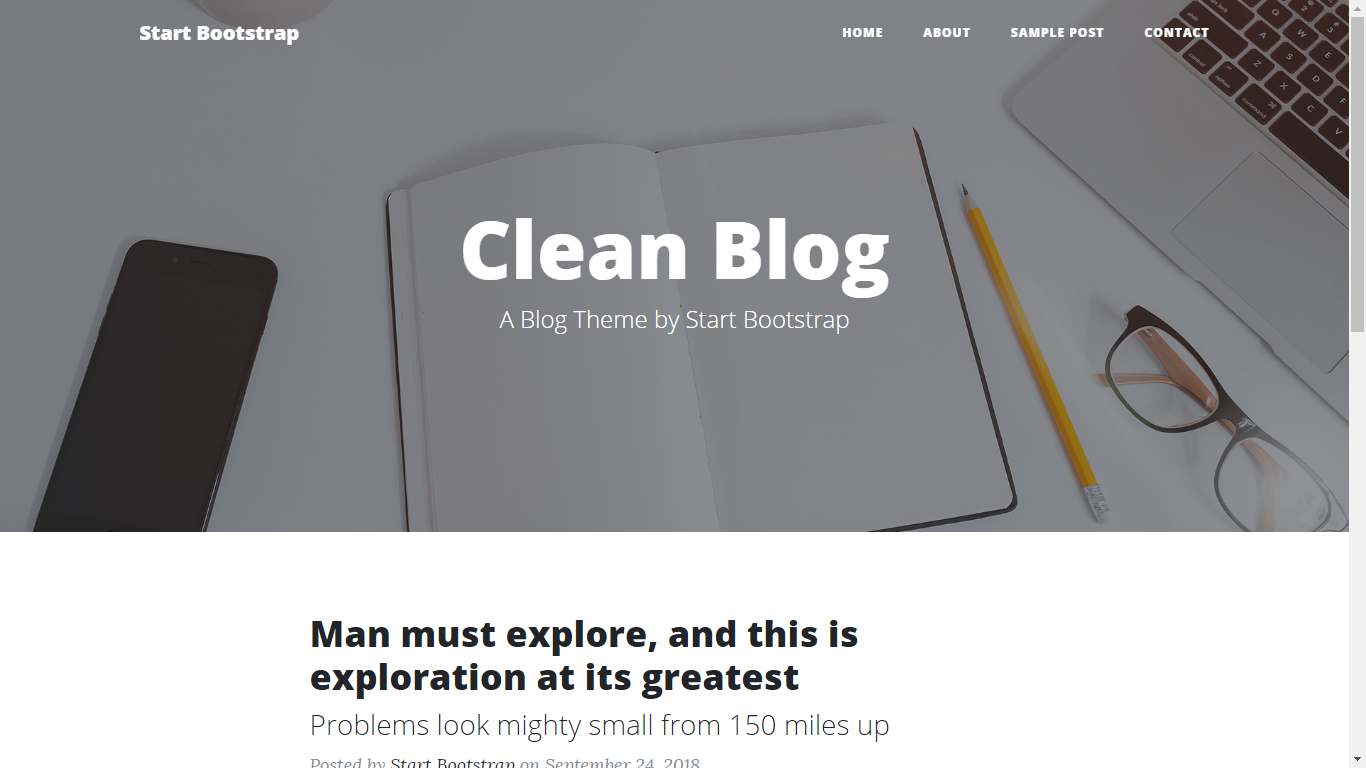 Start Bootstrap
HOME ABOUT SAMPLE POST CONTACT
Clean Blog
A Blog Theme by Start Bootstrap
Man must explore, and this is
exploration at its greatest
Problems look mighty small from 150 miles up
Posted by Start Bootstrap on September 24, 2018